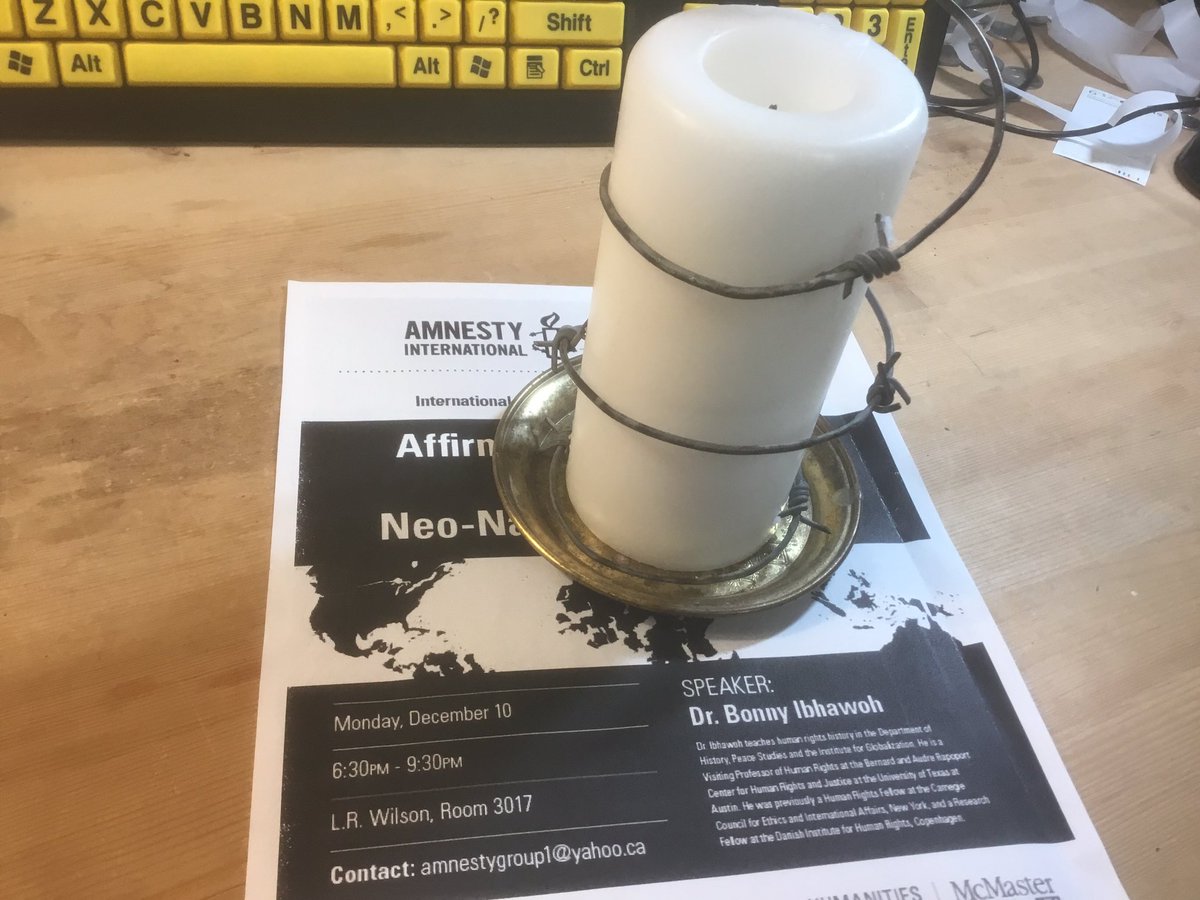 Z X C V B N M ,< .> /? Shift 3 Enter
Alt Alt Ctrl
AMNESTY
INTERNATIONAL
International
Affirm
Neo-Na
Monday, December 10
6:30PM - 9:30PM
L.R. Wilson, Room 3017
Contact: amnestygroup1@yahoo.ca
SPEAKER:
Dr. Bonny Ibhawoh
Dr. Ibhawoh teaches human rights history in the Department of
History, Peace Studies and the Institute for Globalization. He is a
Visiting Professor of Human Rights at the Bernard and Audre Rapoport
Center for Human Rights and Justice at the University of Texas at
Austin. He was previously a Human Rights Fellow at the Carnegie
Council for Ethics and International Affairs, New York, and a Research
Fellow at the Danish Institute for Human Rights, Copenhagen.
HUMANITIES | McMaster